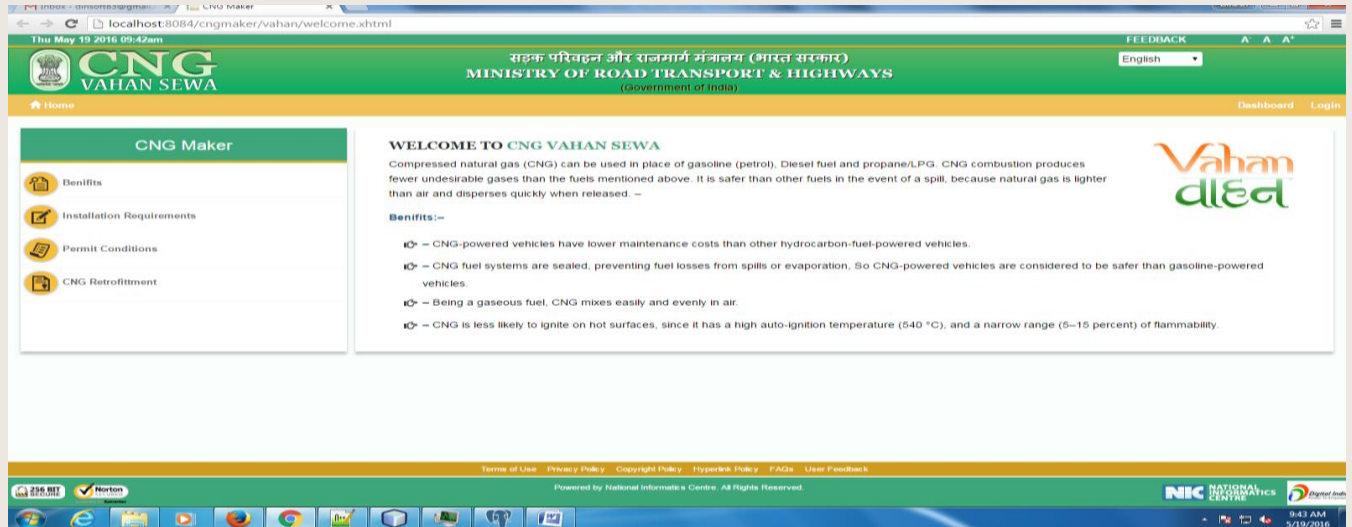 Inbox - dinsoft63@gmail.
CNG Maker
localhost:8084/cngmaker/vahan/welcome.xhtml
Thu May 19 2016 09:42am
FEEDBACK A- A A+
CNG
VAHAN SEWA
सड़क परिवहन और राजमार्ग मंत्रालय (भारत सरकार)
MINISTRY OF ROAD TRANSPORT & HIGHWAYS
(Government of India)
English
Home
Dashboard Login
CNG Maker
Benifits
Installation Requirements
Permit Conditions
CNG Retrofittment
WELCOME TO CNG VAHAN SEWA
Compressed natural gas (CNG) can be used in place of gasoline (petrol), Diesel fuel and propane/LPG. CNG combustion produces
fewer undesirable gases than the fuels mentioned above. It is safer than other fuels in the event of a spill, because natural gas is lighter
than air and disperses quickly when released. –
Vahan
वाहन
Benifits:–
– CNG-powered vehicles have lower maintenance costs than other hydrocarbon-fuel-powered vehicles.
– CNG fuel systems are sealed, preventing fuel losses from spills or evaporation, So CNG-powered vehicles are considered to be safer than gasoline-powered
vehicles.
– Being a gaseous fuel, CNG mixes easily and evenly in air.
– CNG is less likely to ignite on hot surfaces, since it has a high auto-ignition temperature (540 °C), and a narrow range (5–15 percent) of flammability.
Terms of Use Privacy Policy Copyright Policy Hyperlink Policy FAQs User Feedback
256 BIT
SECURE
Norton
SECURED
Powered by National Informatics Centre. All Rights Reserved.
NIC NATIONAL
INFORMATICS
CENTRE
Digital India
9:43 AM
5/19/2016